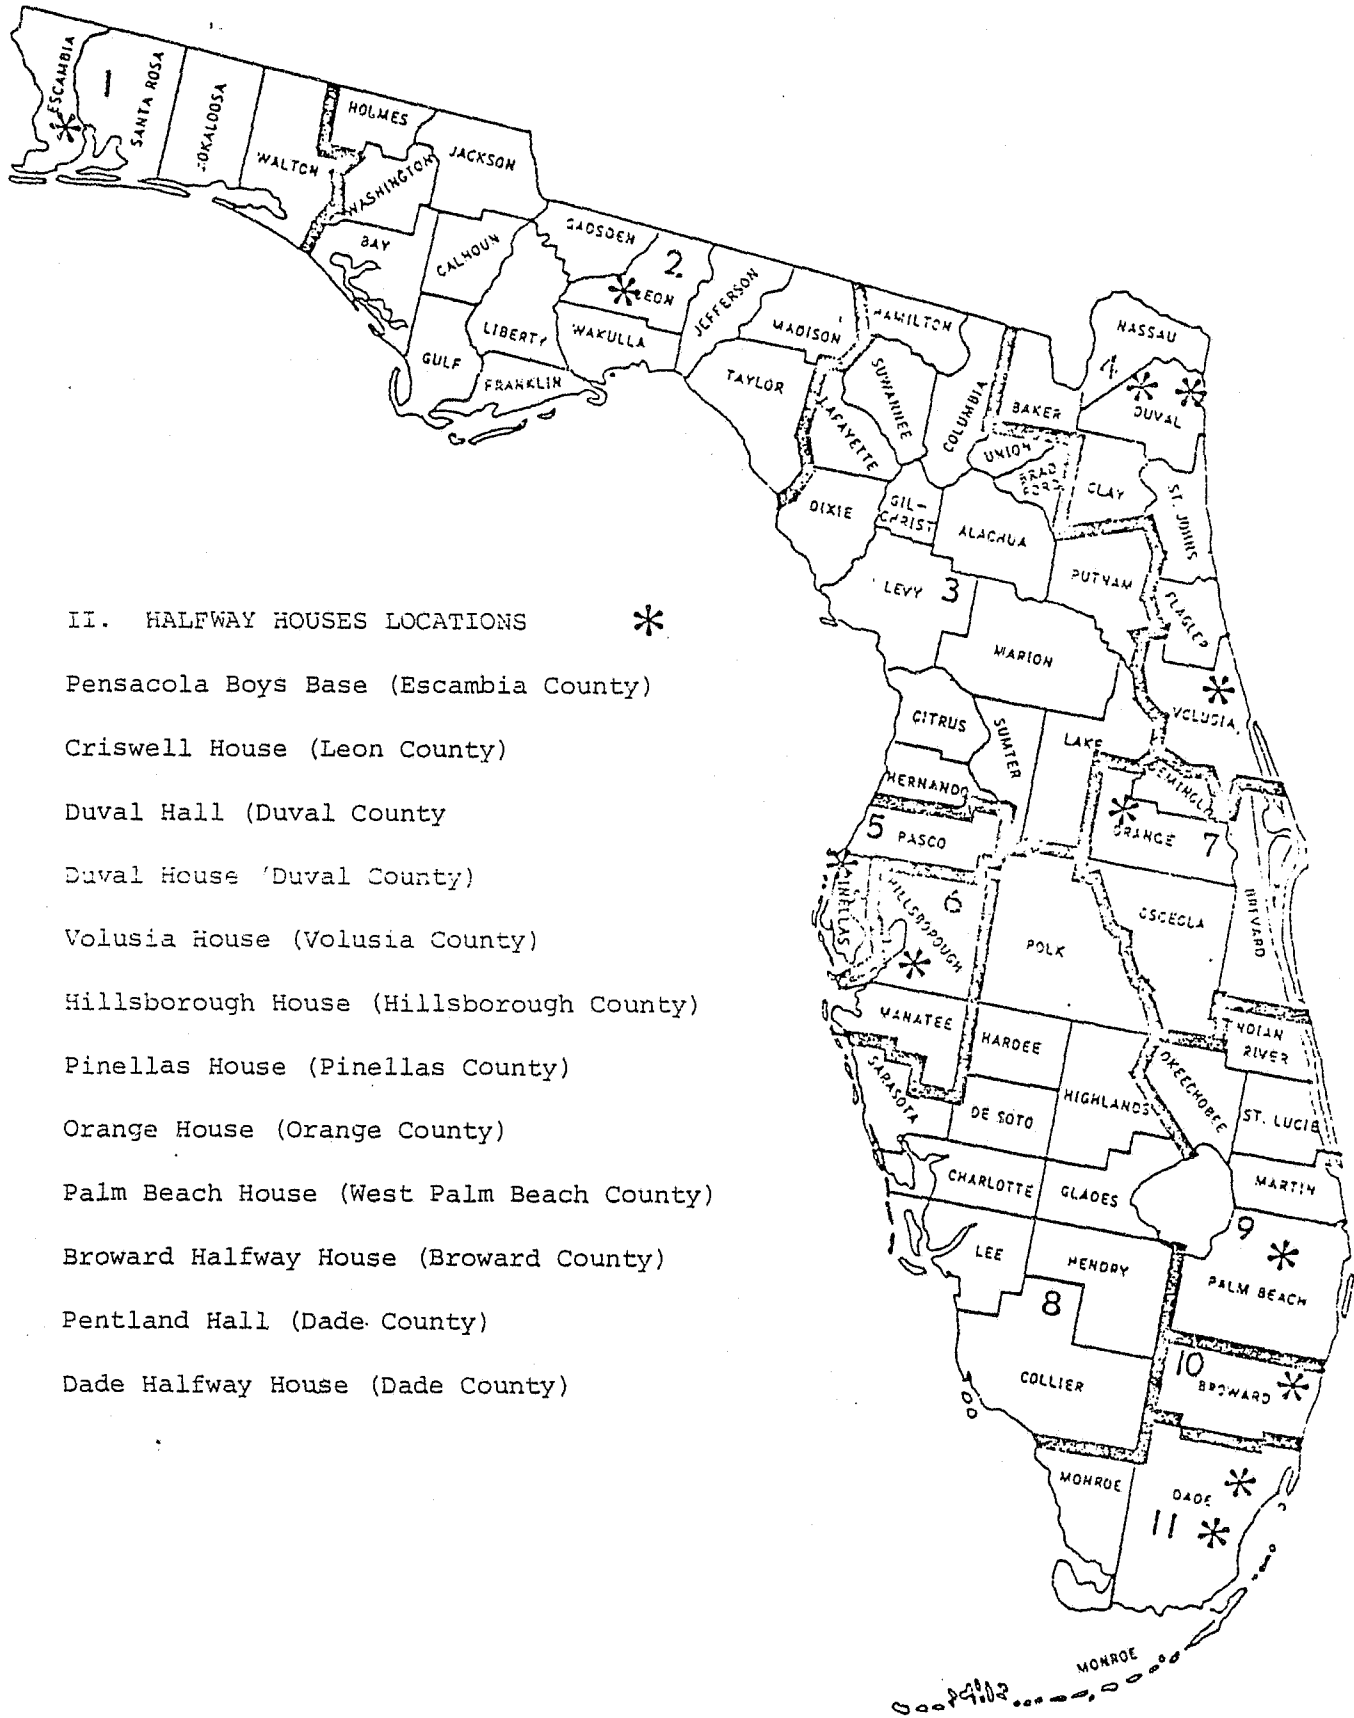 ESCAMBIA
1
SANTA ROSA
OKALOOSA
WALTON
HOLMES
WASHINGTON
JACKSON
BAY
CALHOUN
GULF
LIBERTY
FRANKLIN
GADSDEN
2
LEON
WAKULLA
JEFFERSON
MADISON
TAYLOR
HAMILTON
SUWANNEE
LAFAYETTE
COLUMBIA
BAKER
NASSAU
4
DUVAL
UNION
BRAD
FORD
CLAY
ST. JOHNS
DIXIE
GIL-
CHRIST
ALACHUA
PUTNAM
FLAGLER
LEVY 3
MARION
VOLUSIA
CITRUS
SUMTER
LAKE
HERNANDO
SEMINOLE
5 PASCO
ORANGE 7
PINELLAS
HILLSBOROUGH
6
POLK
OSCEOLA
BREVARD
MANATEE
HARDEE
INDIAN
RIVER
SARASOTA
DE SOTO
HIGHLANDS
OKEECHOBEE
ST. LUCIE
CHARLOTTE
GLADES
MARTIN
9
LEE
HENDRY
PALM BEACH
8
COLLIER
10
BROWARD
MONROE
DADE
11
MONROE
II. HALFWAY HOUSES LOCATIONS *
Pensacola Boys Base (Escambia County)
Criswell House (Leon County)
Duval Hall (Duval County
Duval House 'Duval County)
Volusia House (Volusia County)
Hillsborough House (Hillsborough County)
Pinellas House (Pinellas County)
Orange House (Orange County)
Palm Beach House (West Palm Beach County)
Broward Halfway House (Broward County)
Pentland Hall (Dade County)
Dade Halfway House (Dade County)